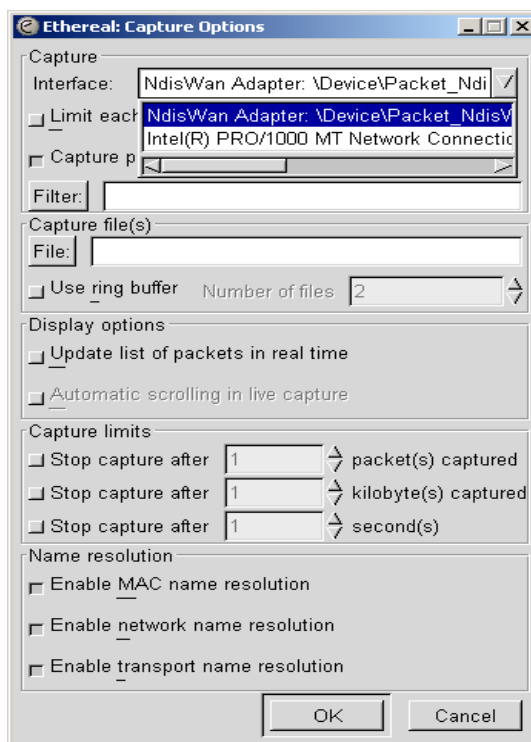 Ethereal: Capture Options
Capture
Interface: NdisWan Adapter: \Device\Packet_Ndi
Limit each
NdisWan Adapter: \Device\Packet_NdisW
Intel(R) PRO/1000 MT Network Connectio
Capture p
Filter:
Capture file(s)
File:
Use ring buffer Number of files 2
Display options
Update list of packets in real time
Automatic scrolling in live capture
Capture limits
Stop capture after 1 packet(s) captured
Stop capture after 1 kilobyte(s) captured
Stop capture after 1 second(s)
Name resolution
Enable MAC name resolution
Enable network name resolution
Enable transport name resolution
OK Cancel